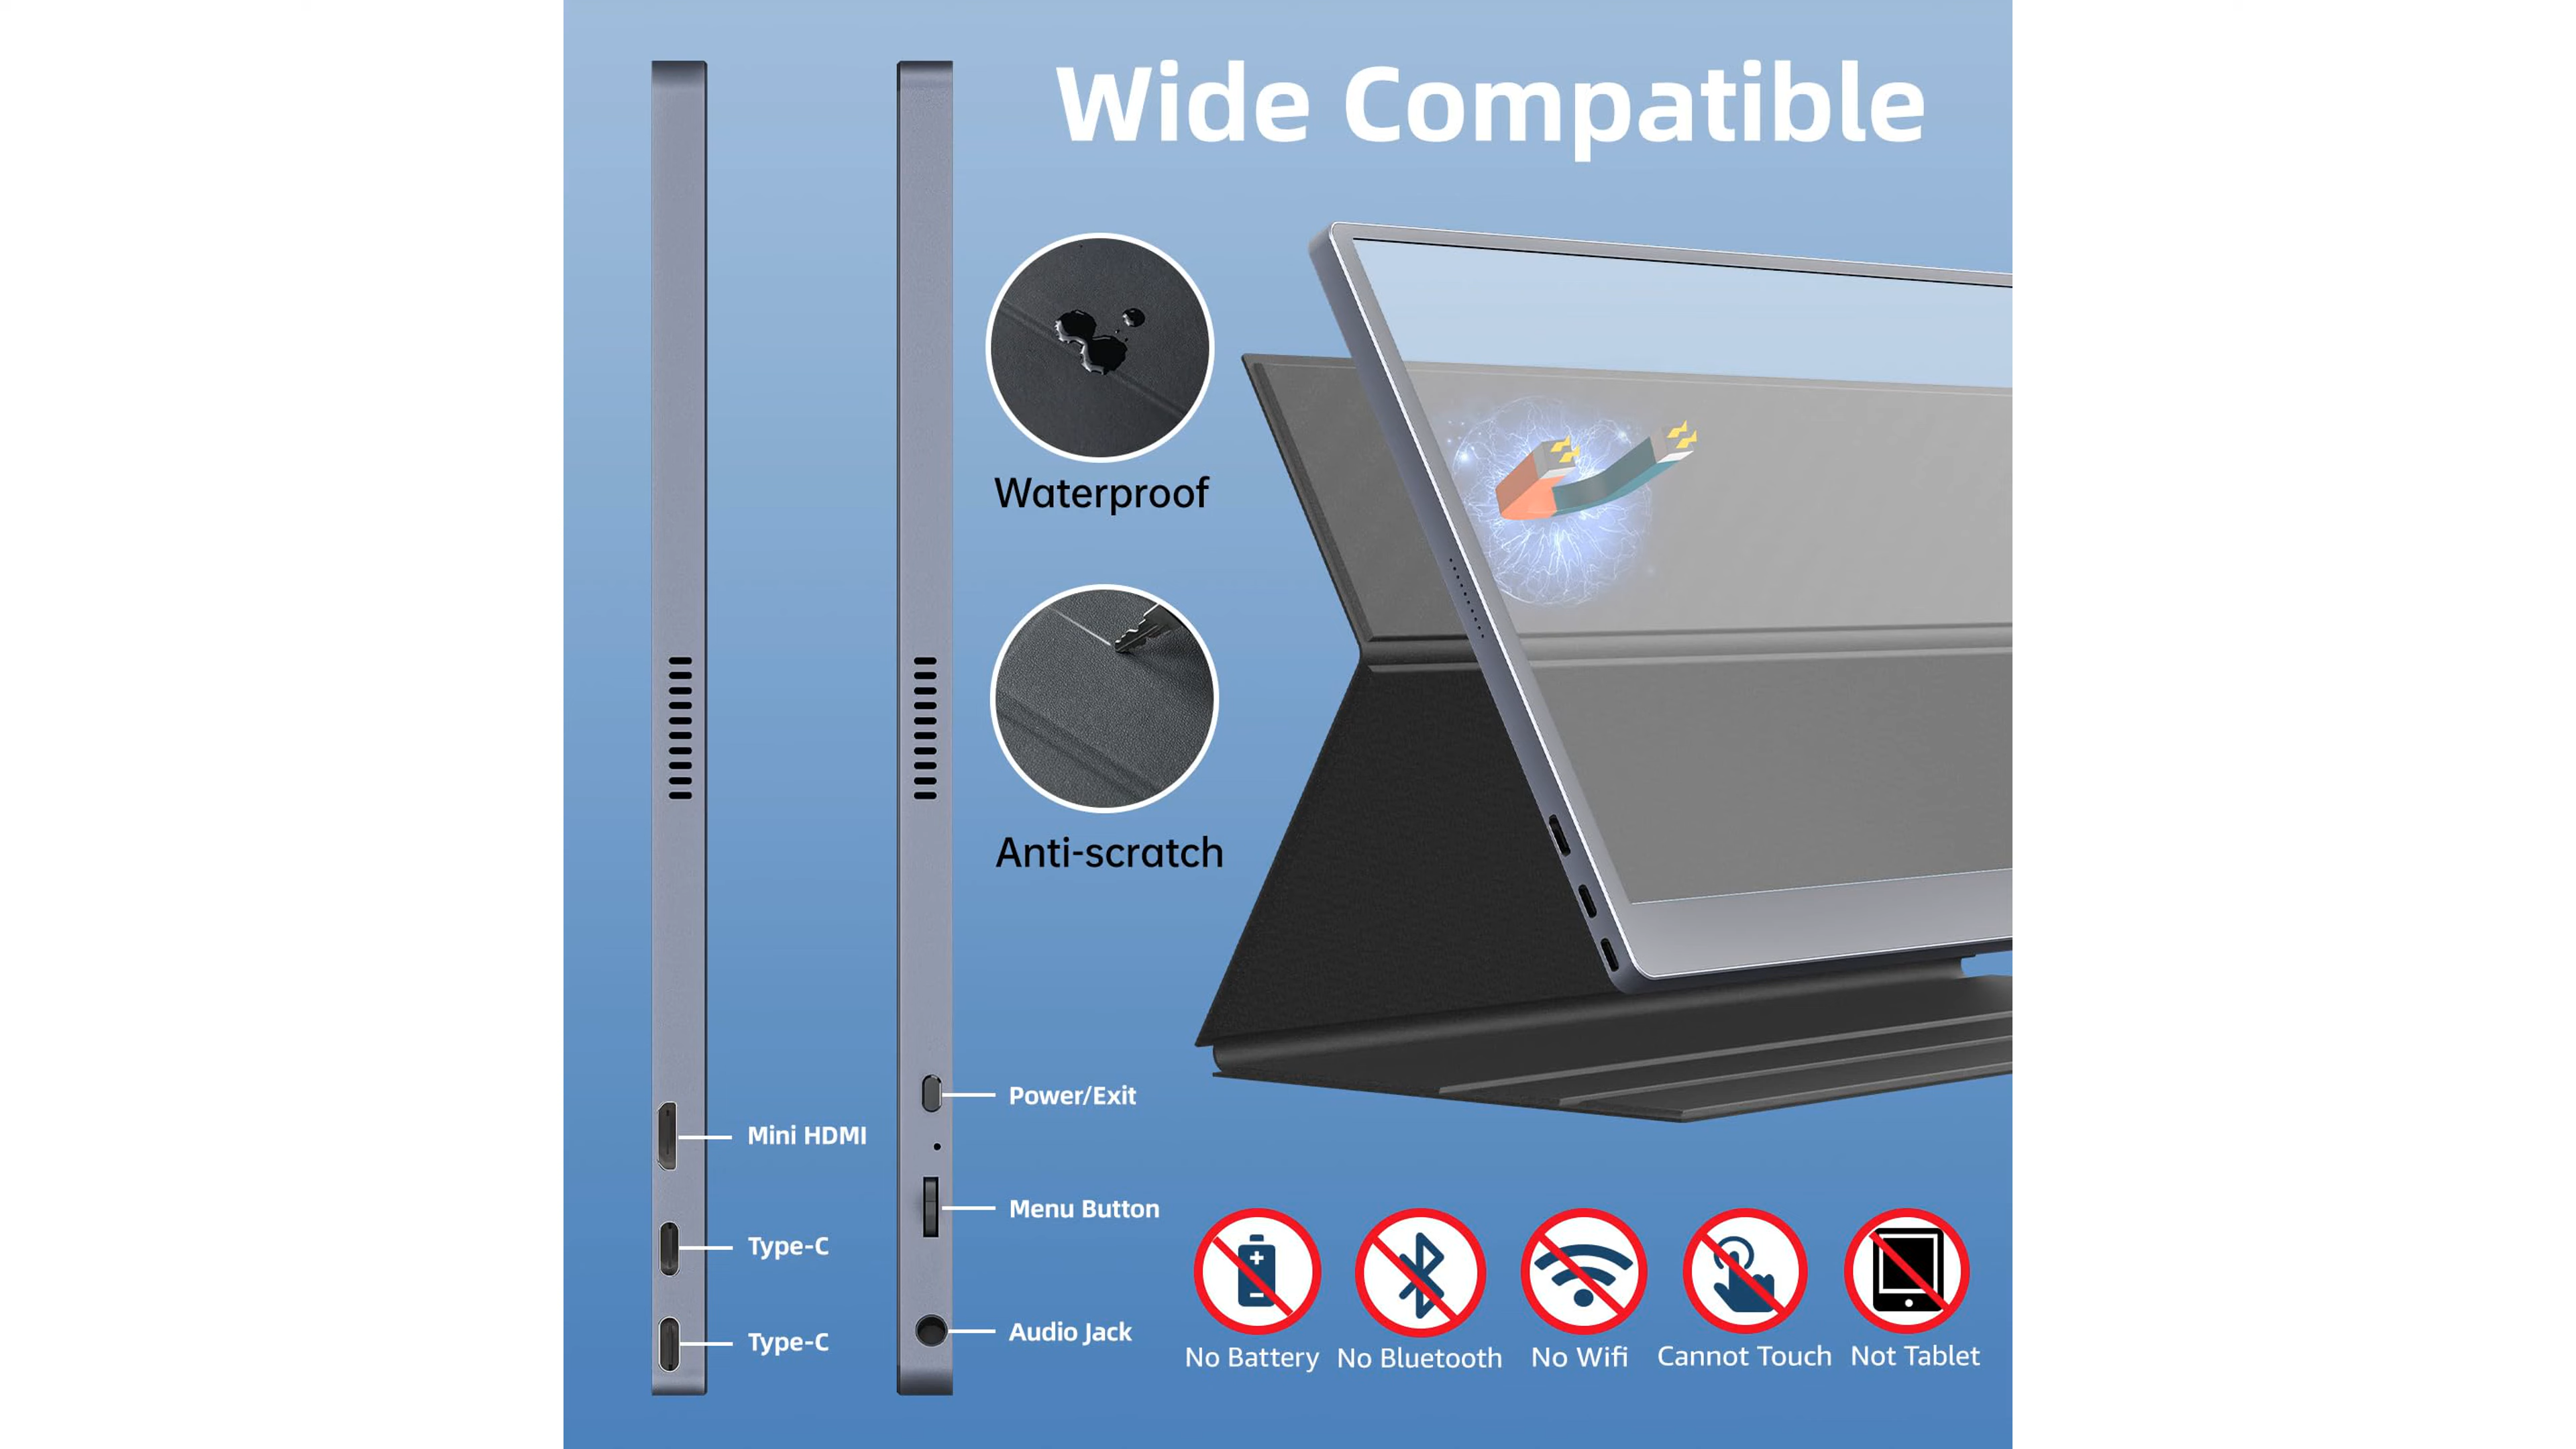 Wide Compatible
Waterproof
Anti-scratch
Mini HDMI
Type-C
Type-C
Power/Exit
Menu Button
Audio Jack
No Battery
No Bluetooth
No Wifi
Cannot Touch
Not Tablet